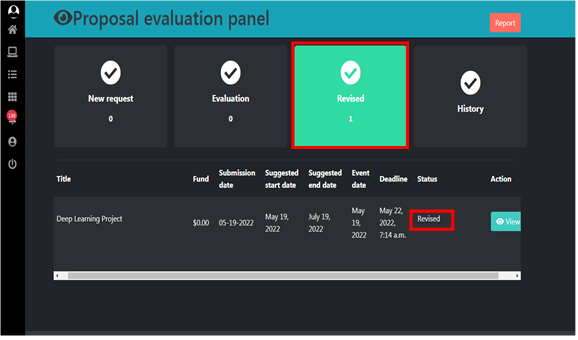 Proposal evaluation panel
Report
New request
0
Evaluation
0
Revised
1
History
130
Title Fund Submission date Suggested start date Suggested end date Event date Deadline Status Action
Deep Learning Project $0.00 05-19-2022 May 19, 2022 July 19, 2022 May 19, 2022 May 22, 2022, 7:14 a.m. Revised View